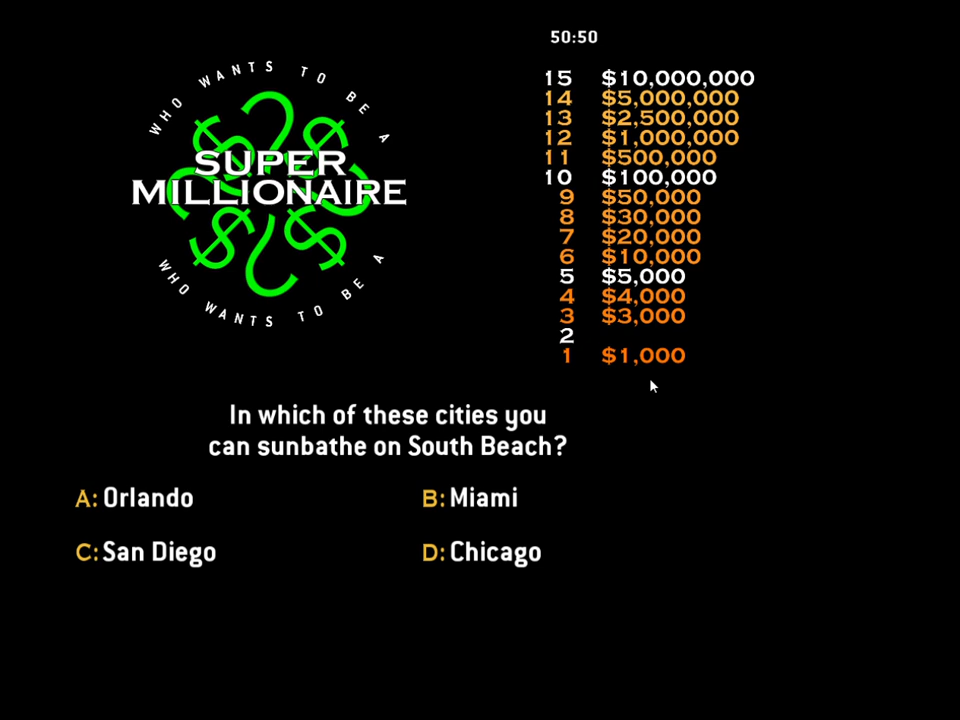 50:50
WHO WANTS TO BE A
SUPER
MILLIONAIRE
WHO WANTS TO BE A
15 $10,000,000
14 $5,000,000
13 $2,500,000
12 $1,000,000
11 $500,000
10 $100,000
9 $50,000
8 $30,000
7 $20,000
6 $10,000
5 $5,000
4 $4,000
3 $3,000
2
1 $1,000
In which of these cities you
can sunbathe on South Beach?
A: Orlando
B: Miami
C: San Diego
D: Chicago